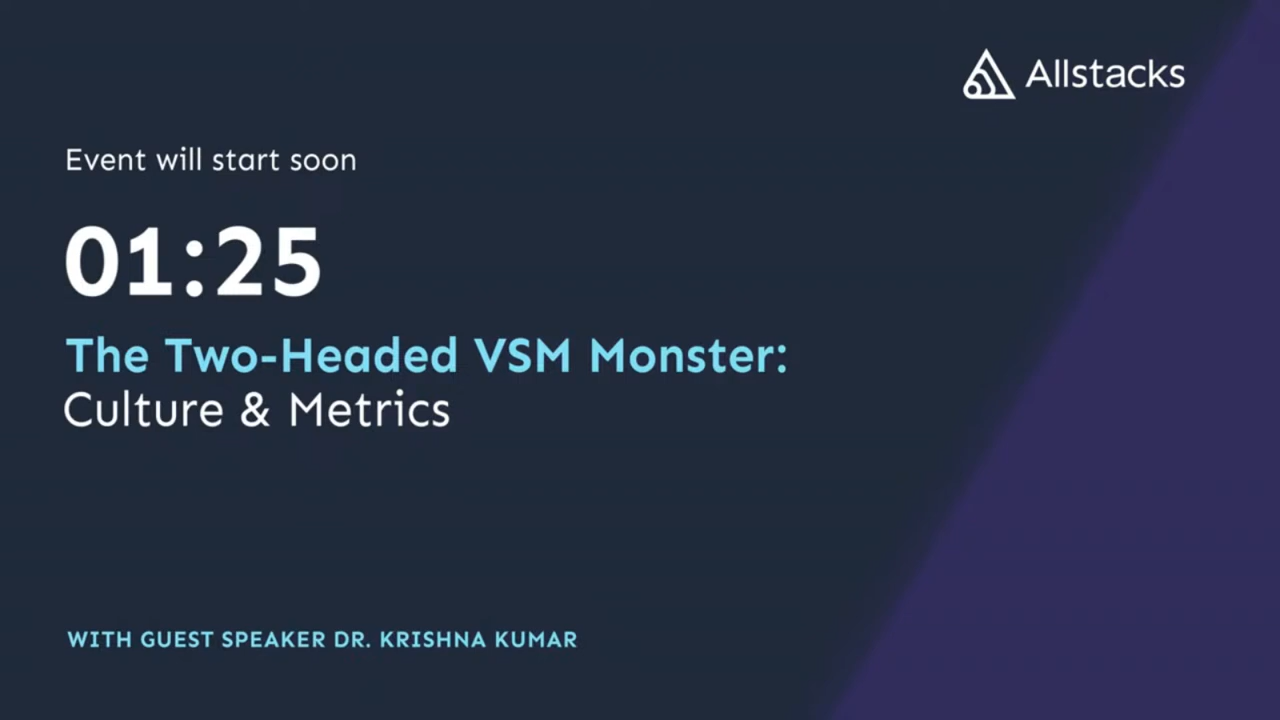 Allstacks
Event will start soon
01:25
The Two-Headed VSM Monster:
Culture & Metrics
WITH GUEST SPEAKER DR. KRISHNA KUMAR